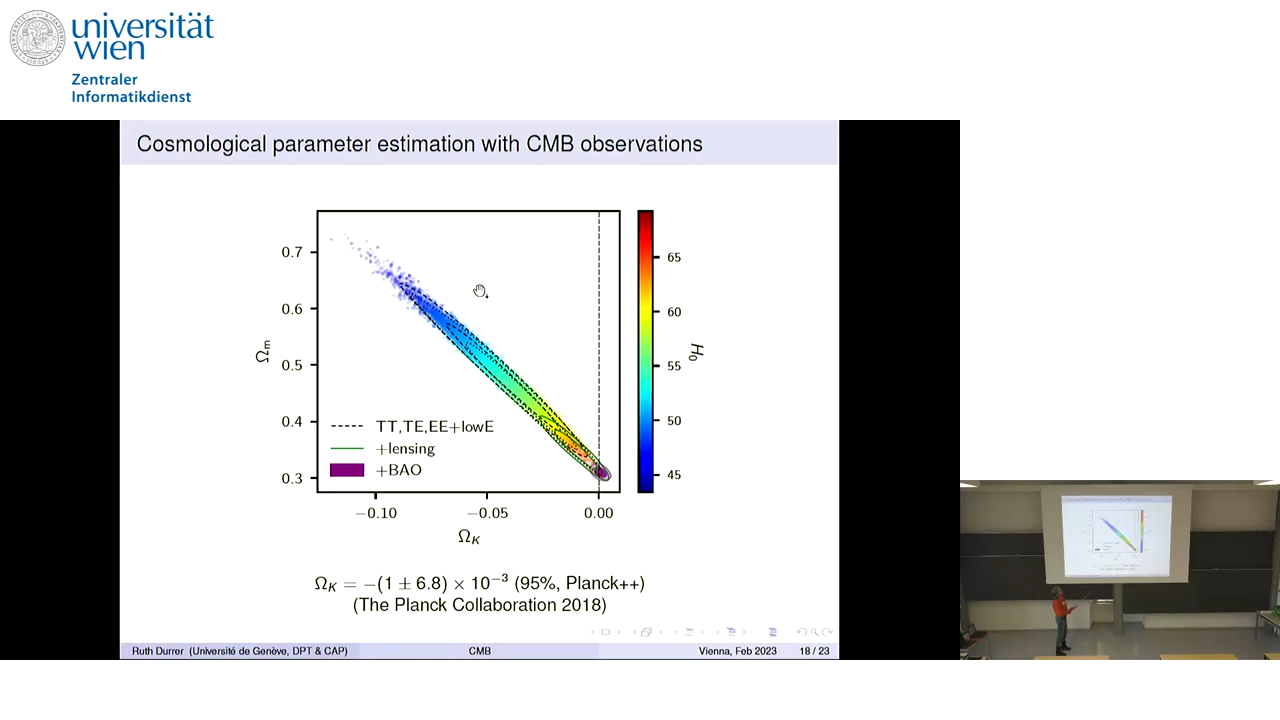 universität
wien
Zentraler
Informatikdienst
Cosmological parameter estimation with CMB observations
0.7
0.6
0.5
0.4
0.3
Ωm
TT,TE,EE+lowE
+lensing
+BAO
−0.10 −0.05 0.00
ΩK
65
60
55
50
45
H0
ΩK = −(1 ± 6.8) × 10−3 (95%, Planck++)
(The Planck Collaboration 2018)
Ruth Durrer (Université de Genève, DPT & CAP) CMB Vienna, Feb 2023 18 / 23